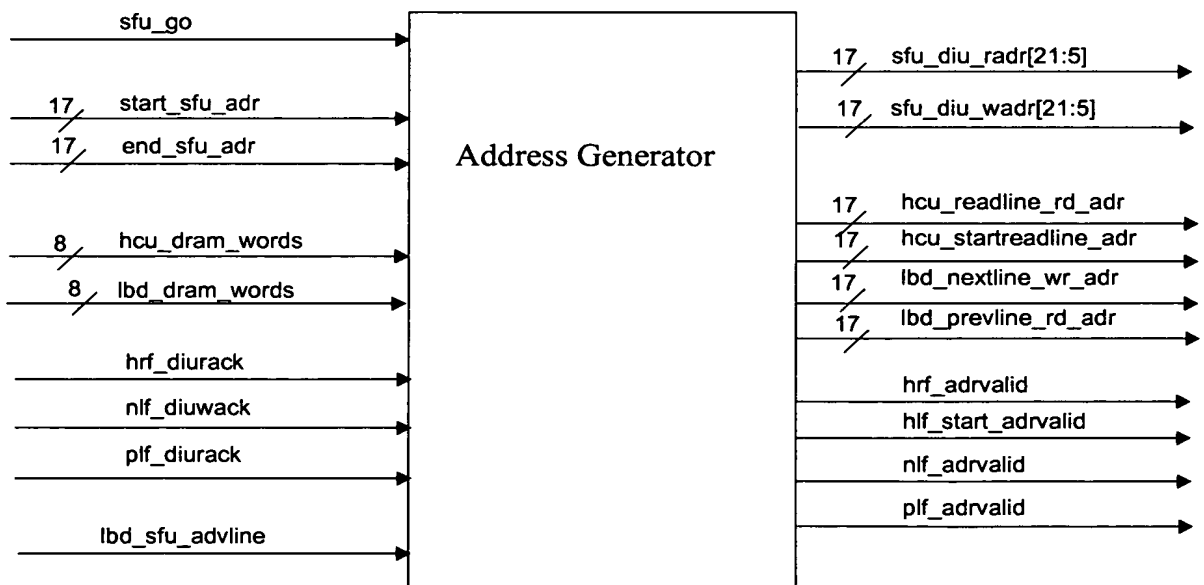 sfu_go
17 start_sfu_adr
17 end_sfu_adr
8 hcu_dram_words
8 lbd_dram_words
hrf_diurack
nlf_diuwack
plf_diurack
lbd_sfu_advline
Address Generator
17 sfu_diu_radr[21:5]
17 sfu_diu_wadr[21:5]
17 hcu_readline_rd_adr
17 hcu_startreadline_adr
17 lbd_nextline_wr_adr
17 lbd_prevline_rd_adr
hrf_adrvalid
hlf_start_adrvalid
nlf_adrvalid
plf_adrvalid